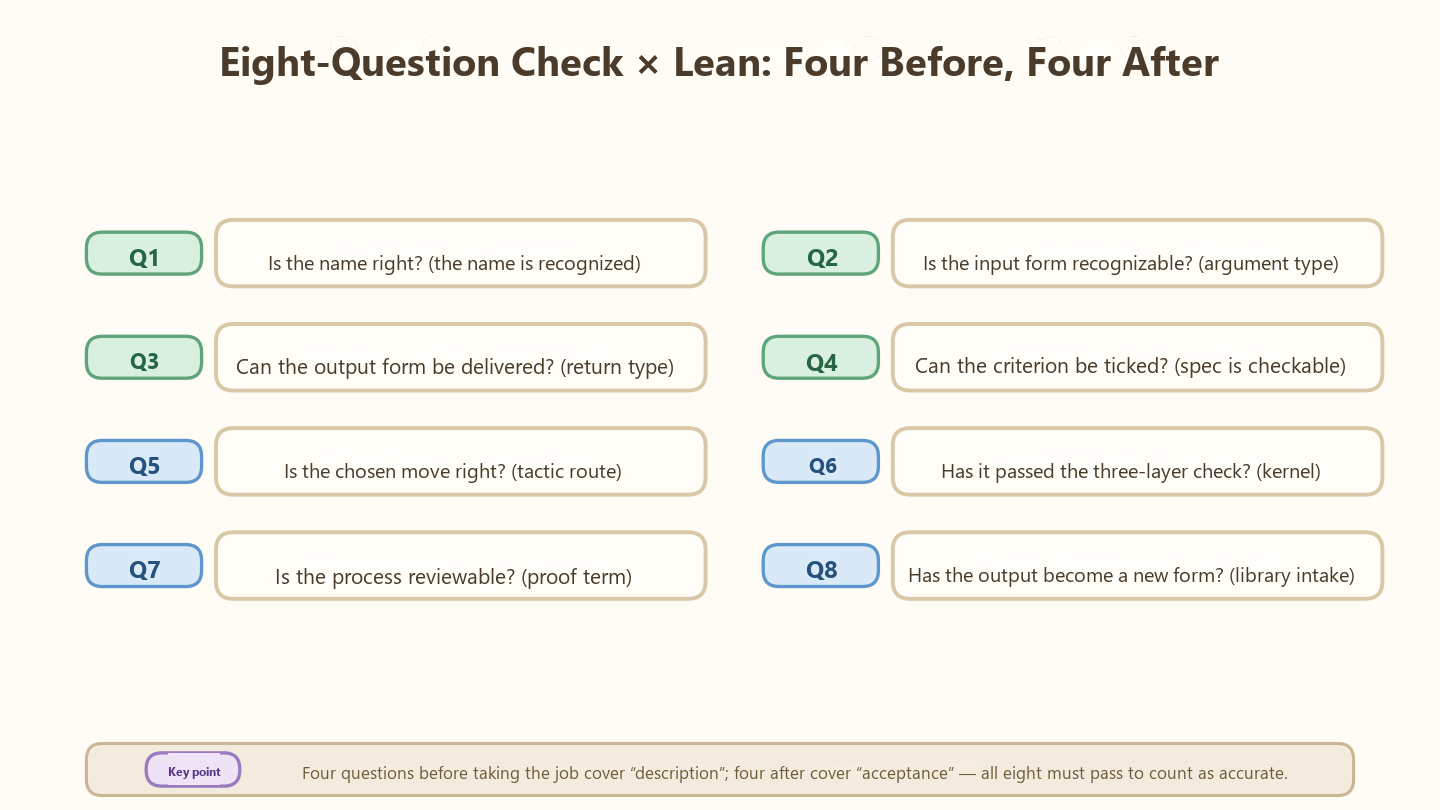 Eight-Question Check × Lean: Four Before, Four After
Q1
Is the name right? (the name is recognized)
Q2
Is the input form recognizable? (argument type)
Q3
Can the output form be delivered? (return type)
Q4
Can the criterion be ticked? (spec is checkable)
Q5
Is the chosen move right? (tactic route)
Q6
Has it passed the three-layer check? (kernel)
Q7
Is the process reviewable? (proof term)
Q8
Has the output become a new form? (library intake)
Key point
Four questions before taking the job cover “description”; four after cover “acceptance” — all eight must pass to count as accurate.